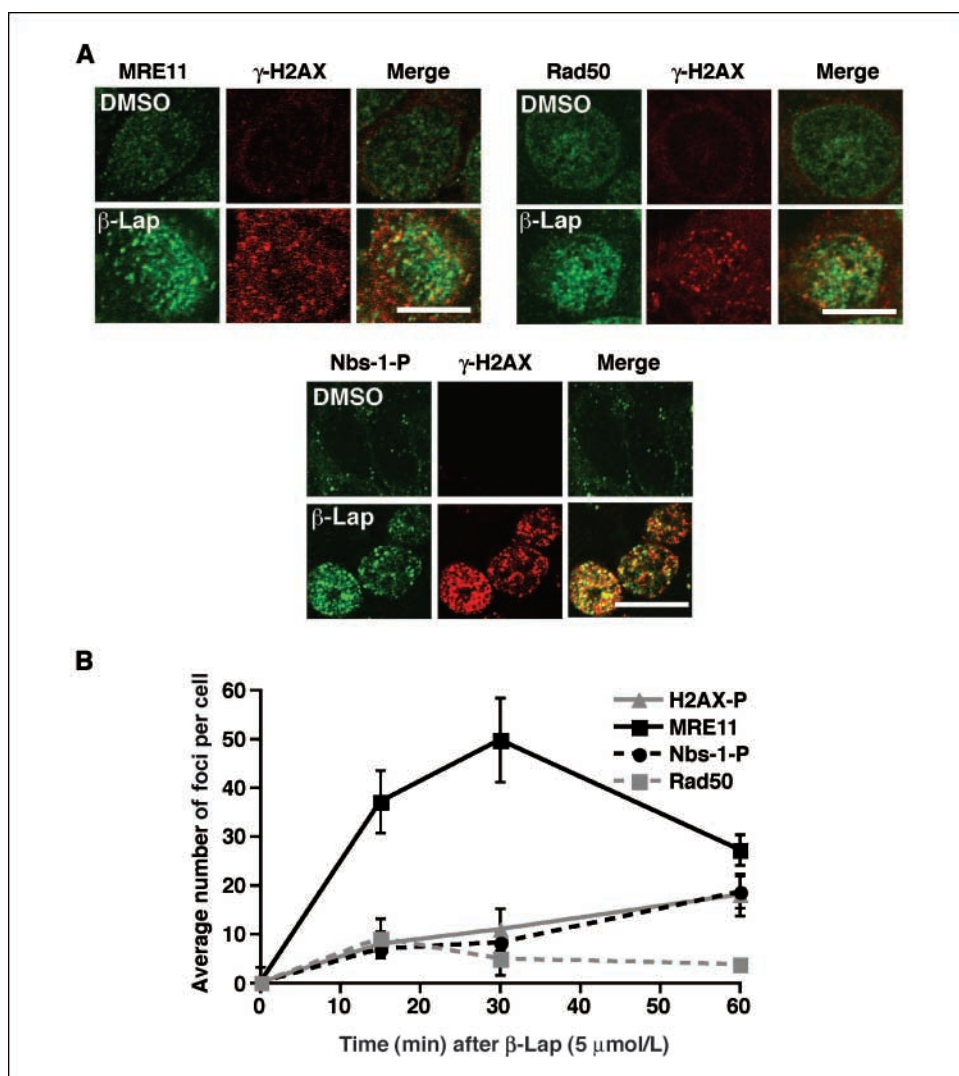 A
MRE11 γ-H2AX Merge
DMSO
β-Lap
Rad50 γ-H2AX Merge
DMSO
β-Lap
Nbs-1-P γ-H2AX Merge
DMSO
β-Lap
B
Average number of foci per cell
60
50
40
30
20
10
0
H2AX-P
MRE11
Nbs-1-P
Rad50
0 10 20 30 40 50 60
Time (min) after β-Lap (5 μmol/L)